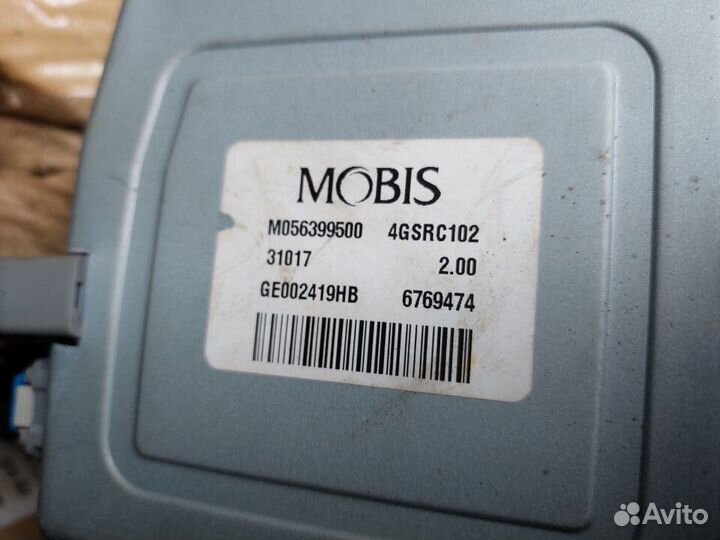 MOBIS
M056399500 4GSRC102
31017 2.00
GE002419HB 6769474
Avito